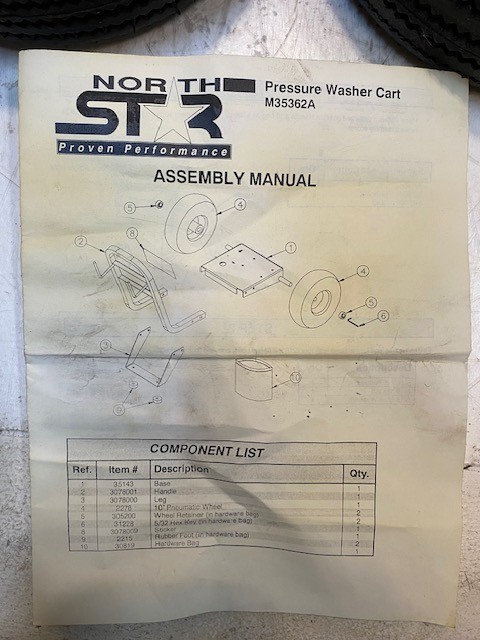 NORTH
STAR
Proven Performance
Pressure Washer Cart
M35362A
ASSEMBLY MANUAL
5
4
2
8
1
4
5
6
3
9
10
COMPONENT LIST
Ref. Item # Description Qty.
1 35143 Base 1
2 3078001 Handle 1
3 3078000 Leg 1
4 2278 10" Pneumatic Wheel 2
5 305200 Wheel Retainer (in hardware bag) 2
6 31228 5/32 Hex Key (in hardware bag) 1
8 3078009 Sticker 1
9 2215 Rubber Foot (in hardware bag) 2
10 30819 Hardware Bag 1